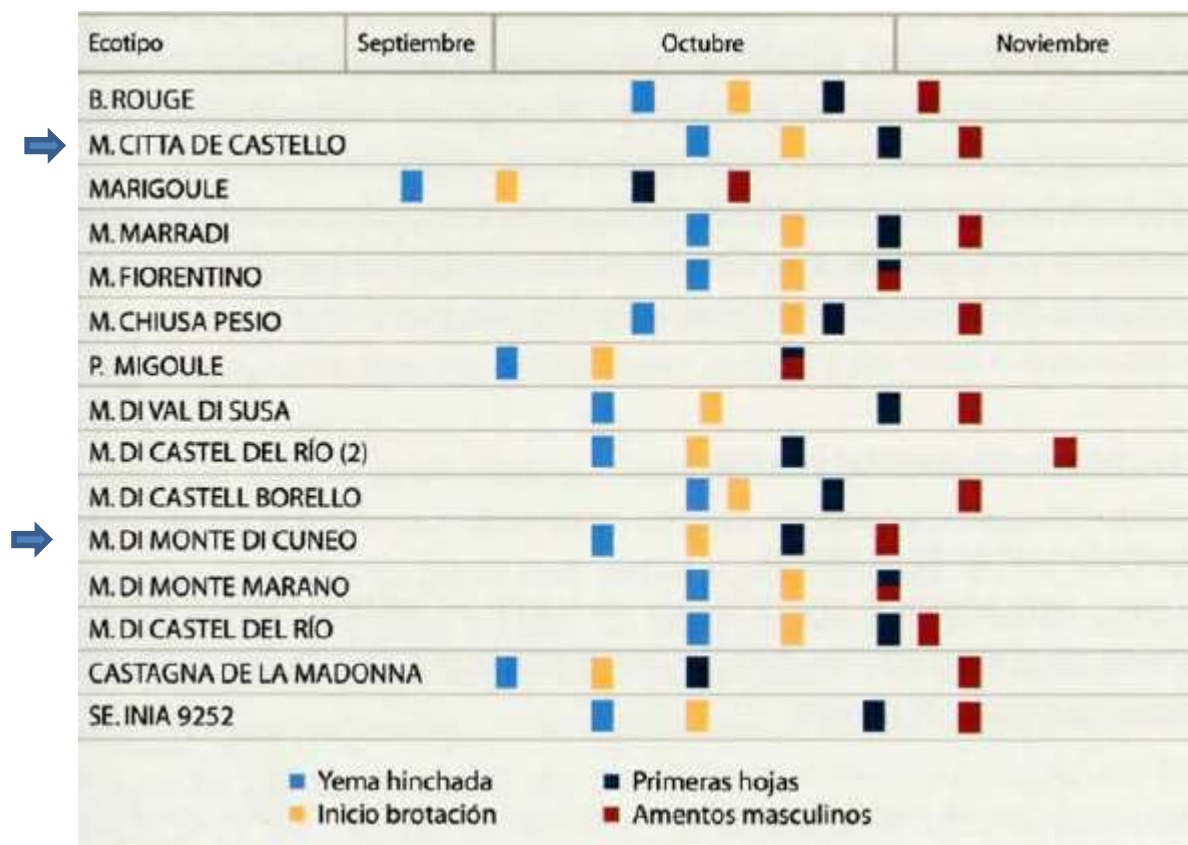 Ecotipo Septiembre Octubre Noviembre
B. ROUGE
M. CITTA DE CASTELLO
MARIGOULE
M. MARRADI
M. FIORENTINO
M. CHIUSA PESIO
P. MIGOULE
M. DI VAL DI SUSA
M. DI CASTEL DEL RÍO (2)
M. DI CASTELL BORELLO
M. DI MONTE DI CUNEO
M. DI MONTE MARANO
M. DI CASTEL DEL RÍO
CASTAGNA DE LA MADONNA
SE. INIA 9252
Yema hinchada Primeras hojas
Inicio brotación Amentos masculinos